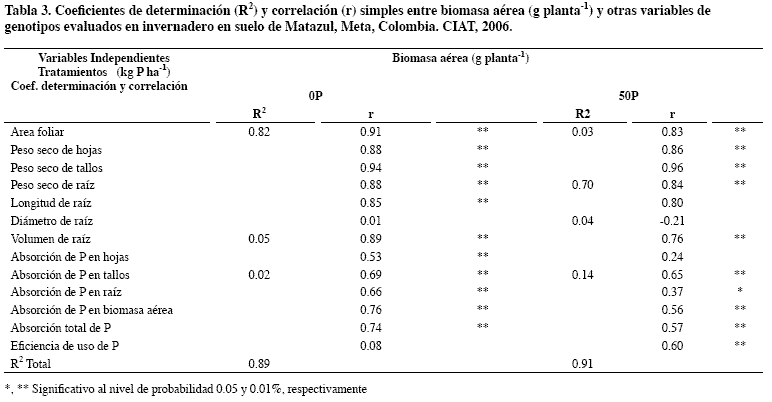 Tabla 3. Coeficientes de determinación (R²) y correlación (r) simples entre biomasa aérea (g planta⁻¹) y otras variables de
genotipos evaluados en invernadero en suelo de Matazul, Meta, Colombia. CIAT, 2006.
Variables Independientes Biomasa aérea (g planta⁻¹)
Tratamientos (kg P ha⁻¹)
Coef. determinación y correlación
0P 50P
R² r R2 r
Area foliar 0.82 0.91 ** 0.03 0.83 **
Peso seco de hojas 0.88 ** 0.86 **
Peso seco de tallos 0.94 ** 0.96 **
Peso seco de raíz 0.88 ** 0.70 0.84 **
Longitud de raíz 0.85 ** 0.80
Diámetro de raíz 0.01 0.04 -0.21
Volumen de raíz 0.05 0.89 ** 0.76 **
Absorción de P en hojas 0.53 ** 0.24
Absorción de P en tallos 0.02 0.69 ** 0.14 0.65 **
Absorción de P en raíz 0.66 ** 0.37 *
Absorción de P en biomasa aérea 0.76 ** 0.56 **
Absorción total de P 0.74 ** 0.57 **
Eficiencia de uso de P 0.08 0.60 **
R² Total 0.89 0.91
*, ** Significativo al nivel de probabilidad 0.05 y 0.01%, respectivamente